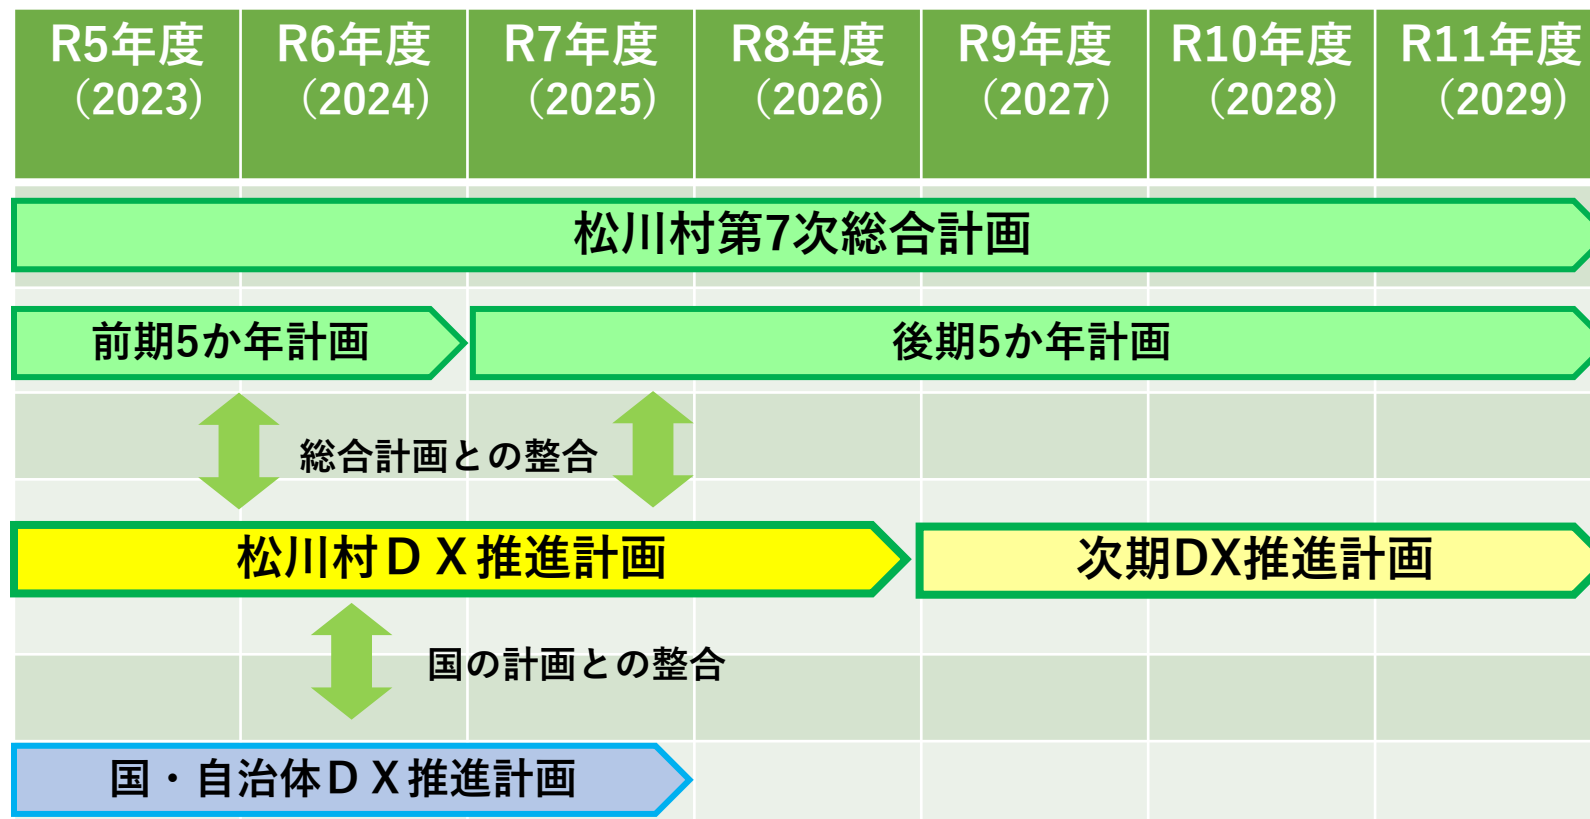 R5年度
（2023）
R6年度
（2024）
R7年度
（2025）
R8年度
（2026）
R9年度
（2027）
R10年度
（2028）
R11年度
（2029）
松川村第7次総合計画
前期5か年計画
後期5か年計画
総合計画との整合
松川村ＤＸ推進計画
次期DX推進計画
国の計画との整合
国・自治体ＤＸ推進計画